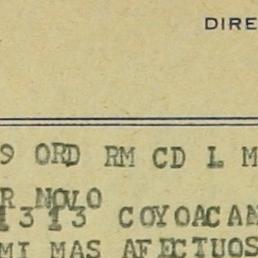 DIRE
9 ORD RM CD L M
R NOVO
1313 COYOACAN
MI MAS AFECTUOS